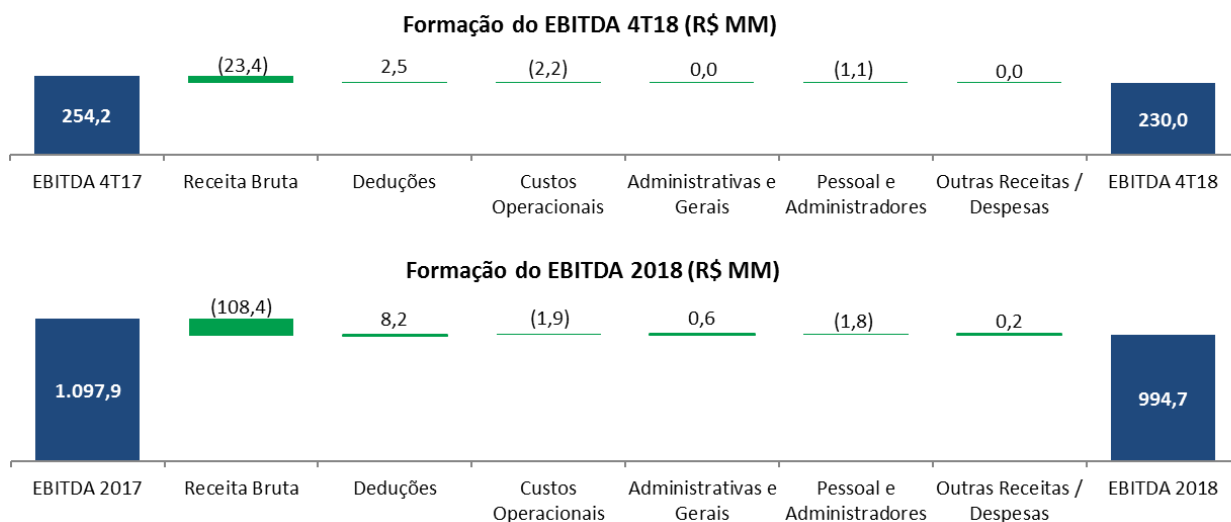 Formação do EBITDA 4T18 (R$ MM)
(23,4) 2,5 (2,2) 0,0 (1,1) 0,0
254,2 230,0
EBITDA 4T17 Receita Bruta Deduções Custos Administrativas e Pessoal e Outras Receitas / EBITDA 4T18
Operacionais Gerais Administradores Despesas
Formação do EBITDA 2018 (R$ MM)
(108,4) 8,2 (1,9) 0,6 (1,8) 0,2
1.097,9 994,7
EBITDA 2017 Receita Bruta Deduções Custos Administrativas e Pessoal e Outras Receitas / EBITDA 2018
Operacionais Gerais Administradores Despesas